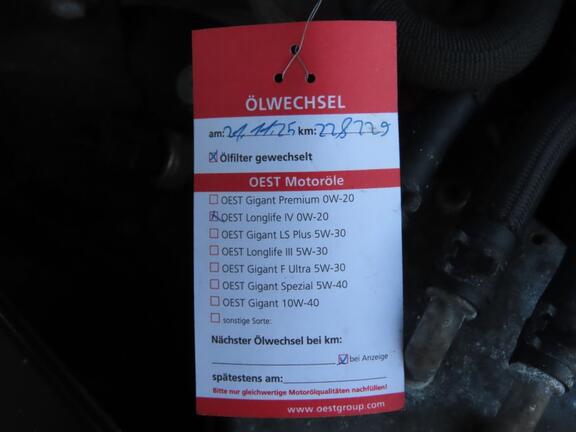 ÖLWECHSEL
am: 21.11.25 km: 228229
Ölfilter gewechselt
OEST Motoröle
OEST Gigant Premium 0W-20
OEST Longlife IV 0W-20
OEST Gigant LS Plus 5W-30
OEST Longlife III 5W-30
OEST Gigant F Ultra 5W-30
OEST Gigant Spezial 5W-40
OEST Gigant 10W-40
sonstige Sorte:
Nächster Ölwechsel bei km:
bei Anzeige
spätestens am:
Bitte nur gleichwertige Motorölqualitäten nachfüllen!
www.oestgroup.com